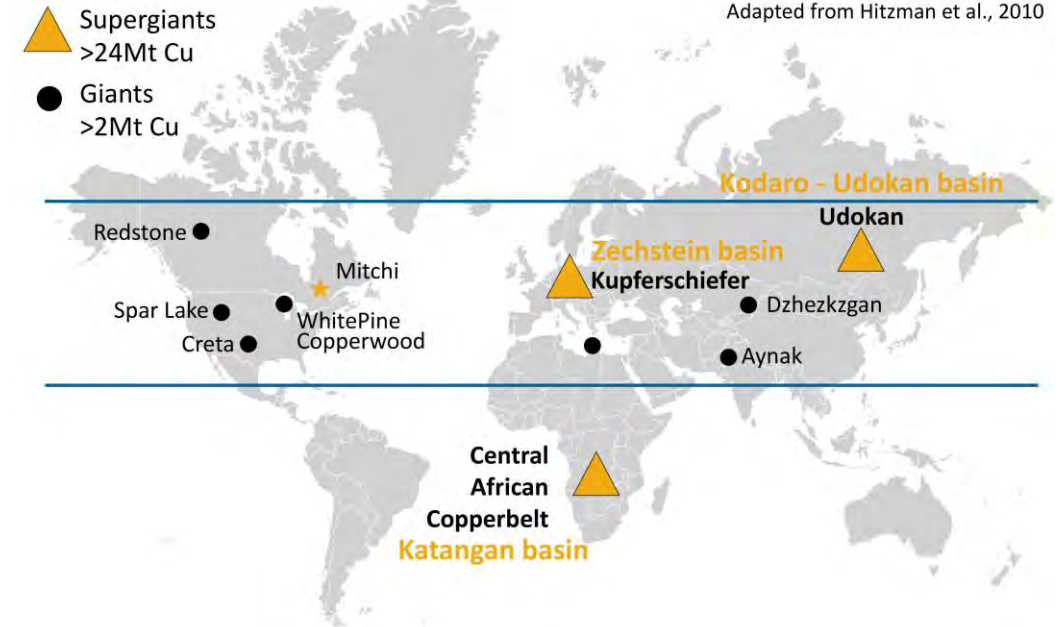 Supergiants
>24Mt Cu
Giants
>2Mt Cu
Adapted from Hitzman et al., 2010
Kodaro - Udokan basin
Udokan
Redstone
Zechstein basin
Kupferschiefer
Mitchi
Spar Lake
WhitePine
Copperwood
Dzhezkzgan
Creta
Aynak
Central
African
Copperbelt
Katangan basin